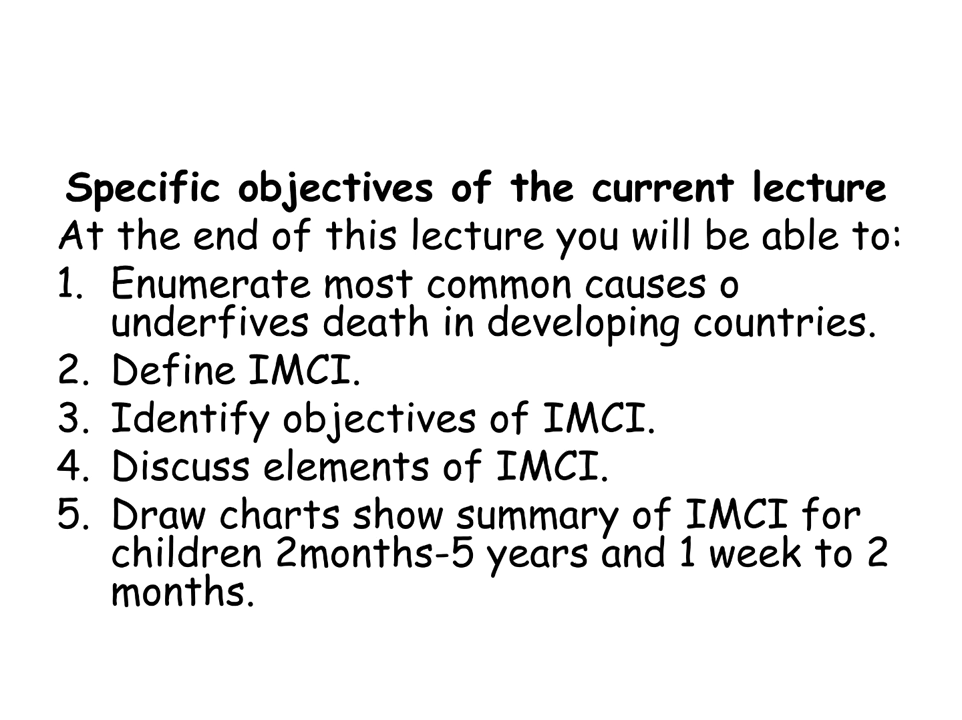 Specific objectives of the current lecture
At the end of this lecture you will be able to:
1. Enumerate most common causes o
underfives death in developing countries.
2. Define IMCI.
3. Identify objectives of IMCI.
4. Discuss elements of IMCI.
5. Draw charts show summary of IMCI for
children 2months-5 years and 1 week to 2
months.